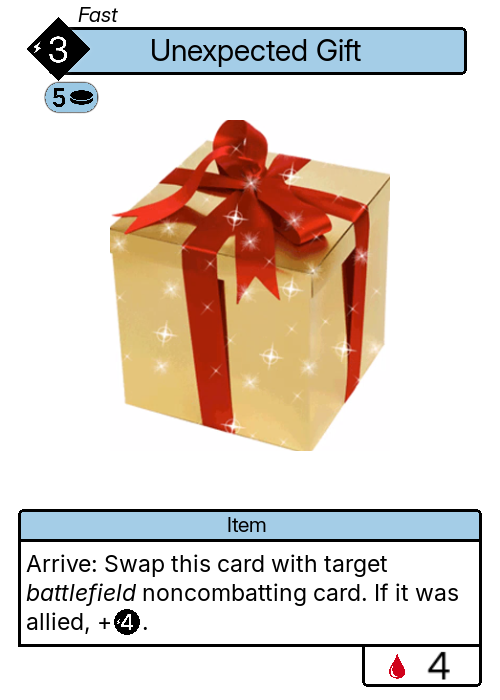 Fast
3
Unexpected Gift
5
Item
Arrive: Swap this card with target
battlefield noncombatting card. If it was
allied, +4.
4